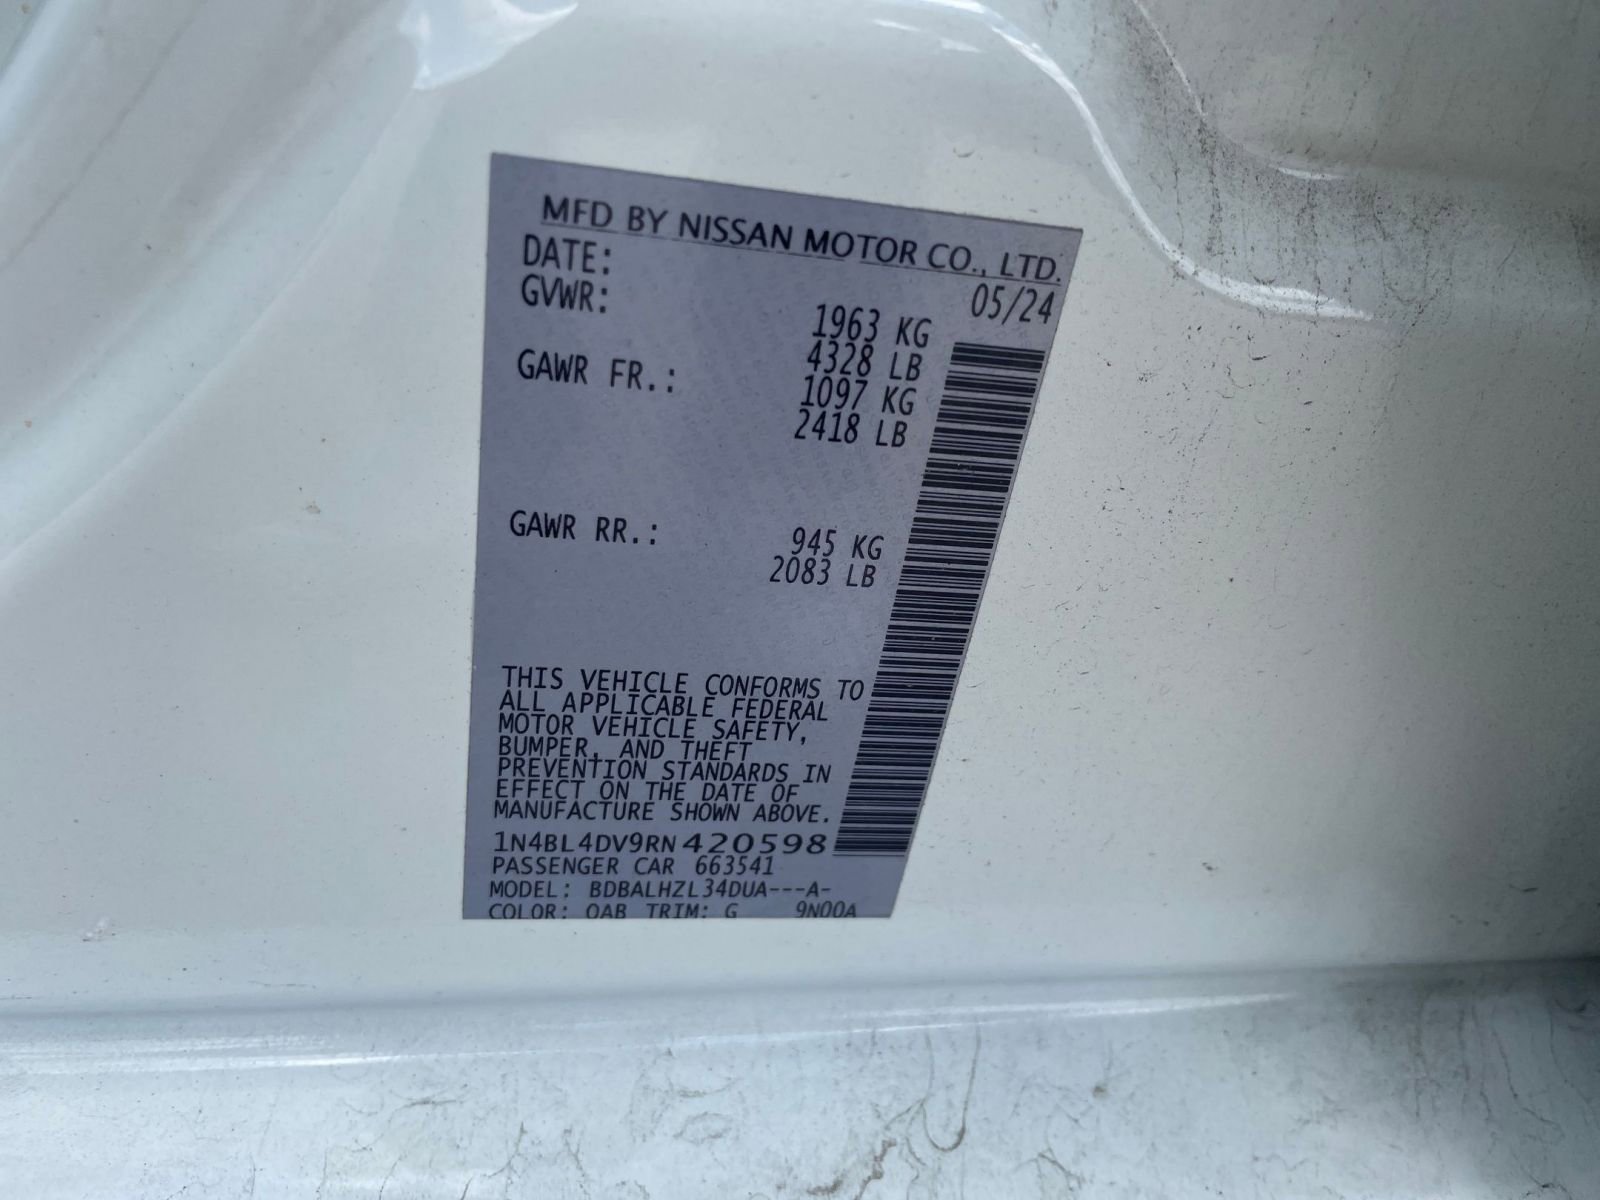 MFD BY NISSAN MOTOR CO., LTD.
DATE: 05/24
GVWR: 1963 KG
4328 LB
GAWR FR.: 1097 KG
2418 LB
GAWR RR.: 945 KG
2083 LB
THIS VEHICLE CONFORMS TO
ALL APPLICABLE FEDERAL
MOTOR VEHICLE SAFETY,
BUMPER, AND THEFT
PREVENTION STANDARDS IN
EFFECT ON THE DATE OF
MANUFACTURE SHOWN ABOVE.
1N4BL4DV9RN420598
PASSENGER CAR 663541
MODEL: BDBALHZL34DUA---A-
COLOR: QAB TRIM: G 9N00A